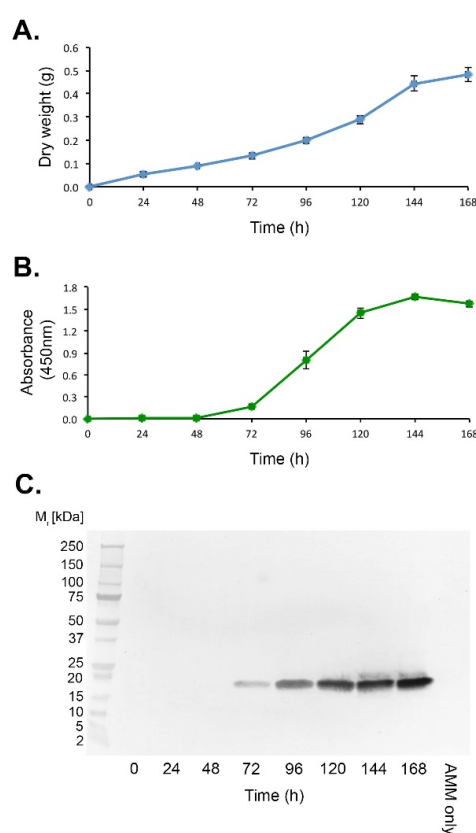 A.
0.6
0.5
0.4
0.3
0.2
0.1
0.0
Dry weight (g)
0 24 48 72 96 120 144 168
Time (h)
B.
1.8
1.5
1.2
0.9
0.6
0.3
0.0
Absorbance
(450nm)
0 24 48 72 96 120 144 168
Time (h)
C.
Mr [kDa]
250
150
100
75
50
37
25
20
15
10
5
2
0 24 48 72 96 120 144 168 AMM only
Time (h)